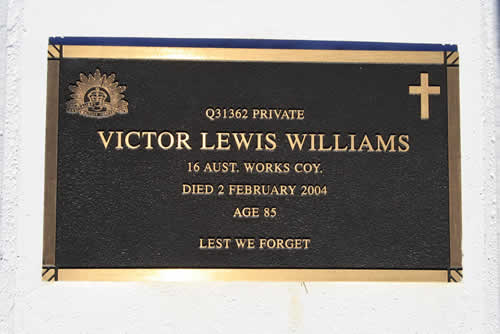 Q31362 PRIVATE
VICTOR LEWIS WILLIAMS
16 AUST. WORKS COY.
DIED 2 FEBRUARY 2004
AGE 85
LEST WE FORGET